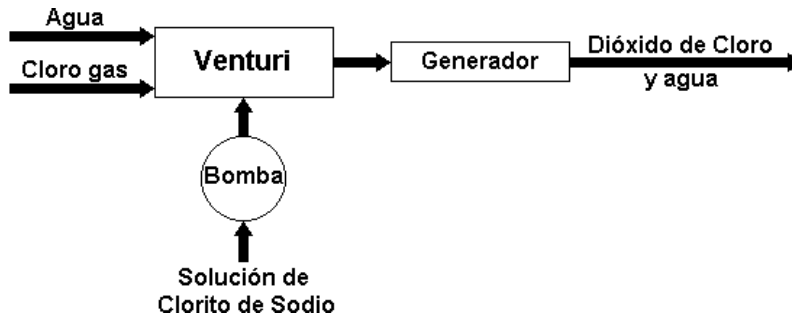 Agua
Cloro gas
Venturi
Generador
Dióxido de Cloro
y agua
Bomba
Solución de
Clorito de Sodio